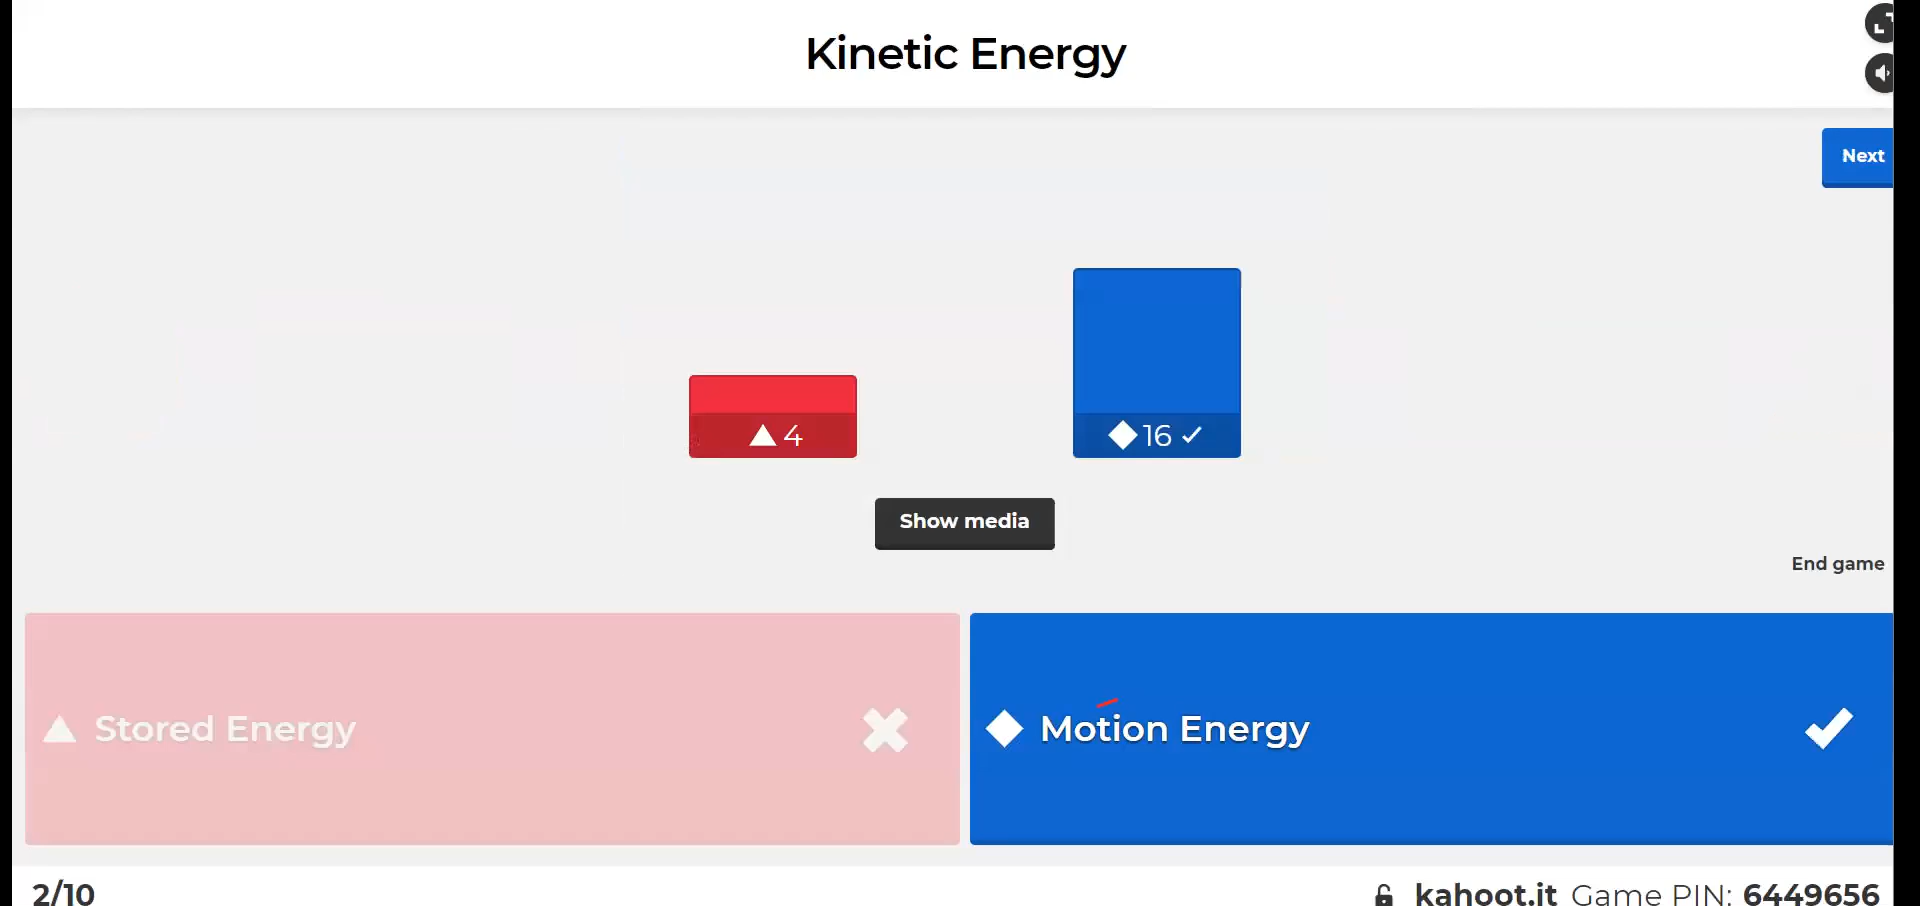 Kinetic Energy
Next
4
16
Show media
End game
Stored Energy
Motion Energy
2/10
kahoot.it Game PIN: 6449656